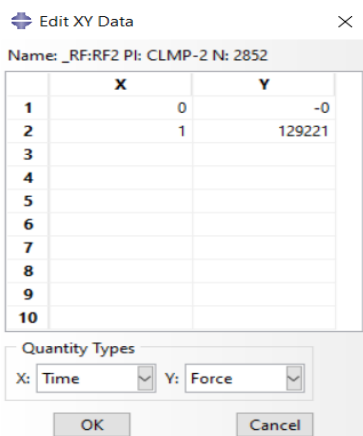 Edit XY Data
Name: _RF:RF2 PI: CLMP-2 N: 2852
X Y
1 0 -0
2 1 129221
3
4
5
6
7
8
9
10
Quantity Types
X: Time Y: Force
OK Cancel